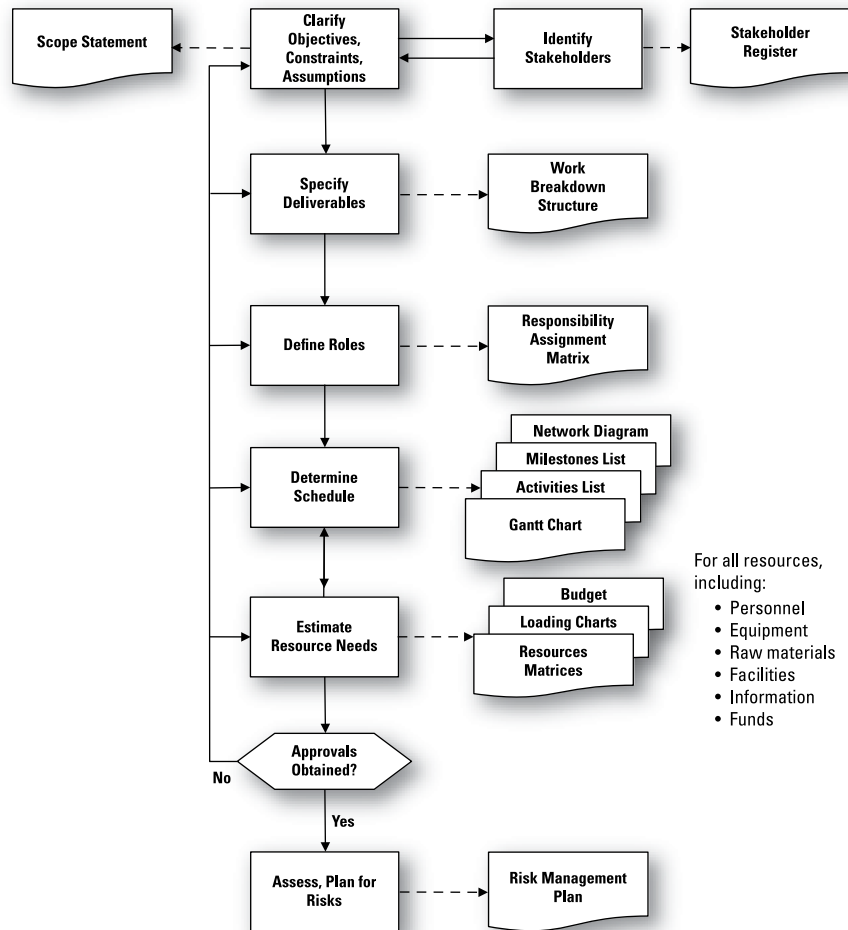 Scope Statement
Clarify
Objectives,
Constraints,
Assumptions
Identify
Stakeholders
Stakeholder
Register
Specify
Deliverables
Work
Breakdown
Structure
Define Roles
Responsibility
Assignment
Matrix
Determine
Schedule
Network Diagram
Milestones List
Activities List
Gantt Chart
Estimate
Resource Needs
Budget
Loading Charts
Resources
Matrices
For all resources,
including:
• Personnel
• Equipment
• Raw materials
• Facilities
• Information
• Funds
Approvals
Obtained?
No
Yes
Assess, Plan for
Risks
Risk Management
Plan